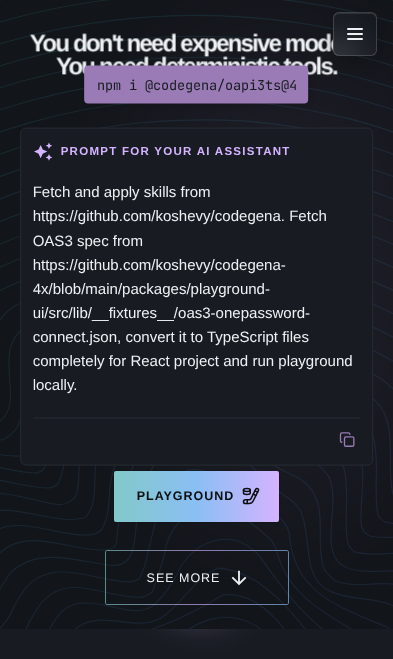 You don't need expensive
You need deterministic tools.
npm i @codegena/oapi3ts@4
PROMPT FOR YOUR AI ASSISTANT
Fetch and apply skills from
https://github.com/koshevy/codegena. Fetch
OAS3 spec from
https://github.com/koshevy/codegena-
4x/blob/main/packages/playground-
ui/src/lib/__fixtures__/oas3-onepassword-
connect.json, convert it to TypeScript files
completely for React project and run playground
locally.
PLAYGROUND
SEE MORE